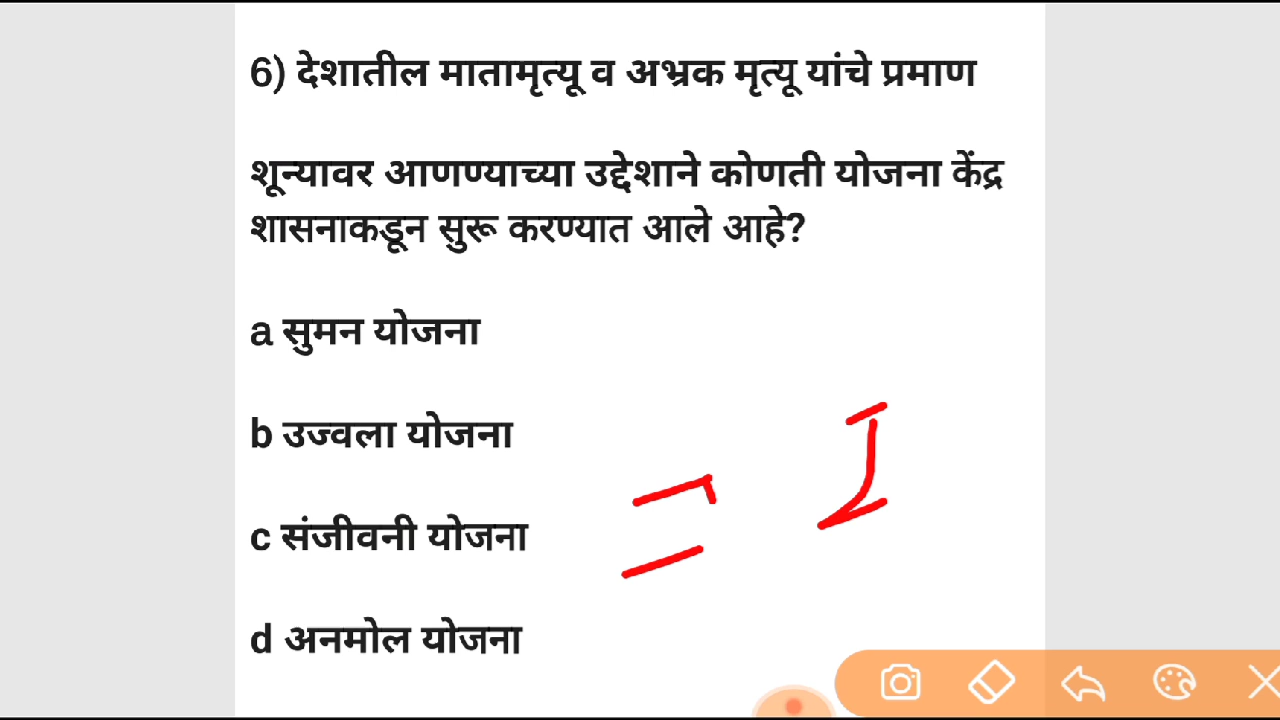 6) देशातील मातामृत्यू व अभ्रक मृत्यू यांचे प्रमाण
शून्यावर आणण्याच्या उद्देशाने कोणती योजना केंद्र
शासनाकडून सुरू करण्यात आले आहे?
a सुमन योजना
b उज्वला योजना
c संजीवनी योजना
d अनमोल योजना